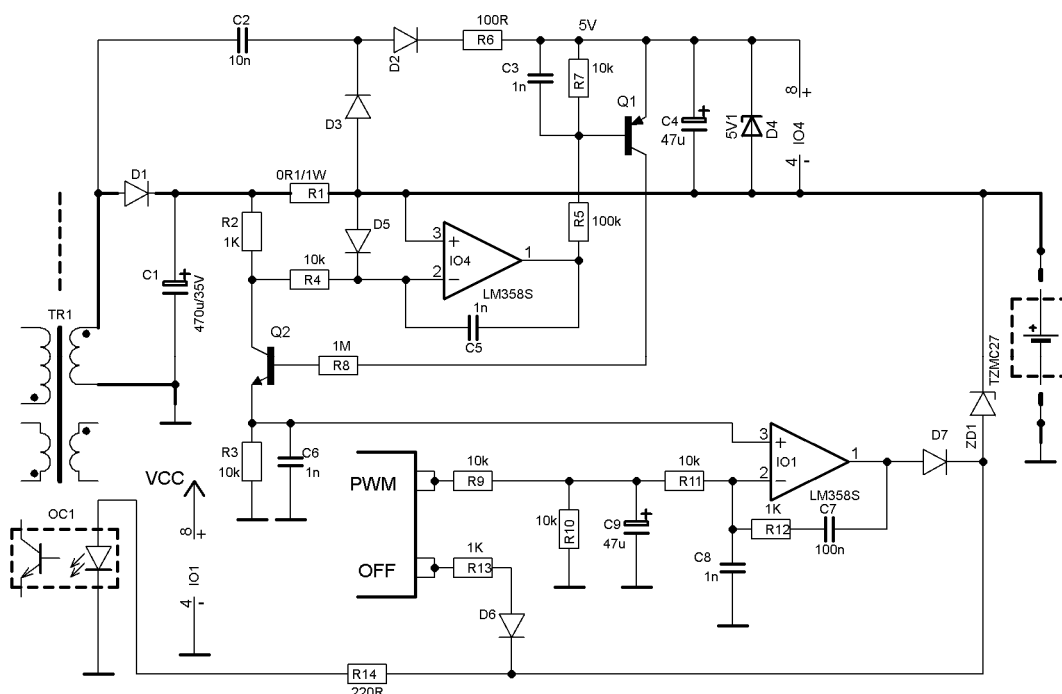 C2
10n
D2
100R
R6
5V
C3
1n
R7
10k
Q1
C4
+
47u
5V1
D4
8 +
IO4
4 -
D3
D1
0R1/1W
R1
R2
1K
D5
R5
100k
3 +
IO4
2 -
1
LM358S
10k
R4
C1
+
470u/35V
1n
C5
TR1
Q2
1M
R8
+
TZMC27
ZD1
R3
10k
C6
1n
VCC
8 +
IO1
4 -
OC1
PWM
OFF
10k
R9
10k
R10
C9
+
47u
10k
R11
3 +
IO1
2 -
1
LM358S
D7
1K
R12
C7
100n
C8
1n
1K
R13
D6
R14
220R